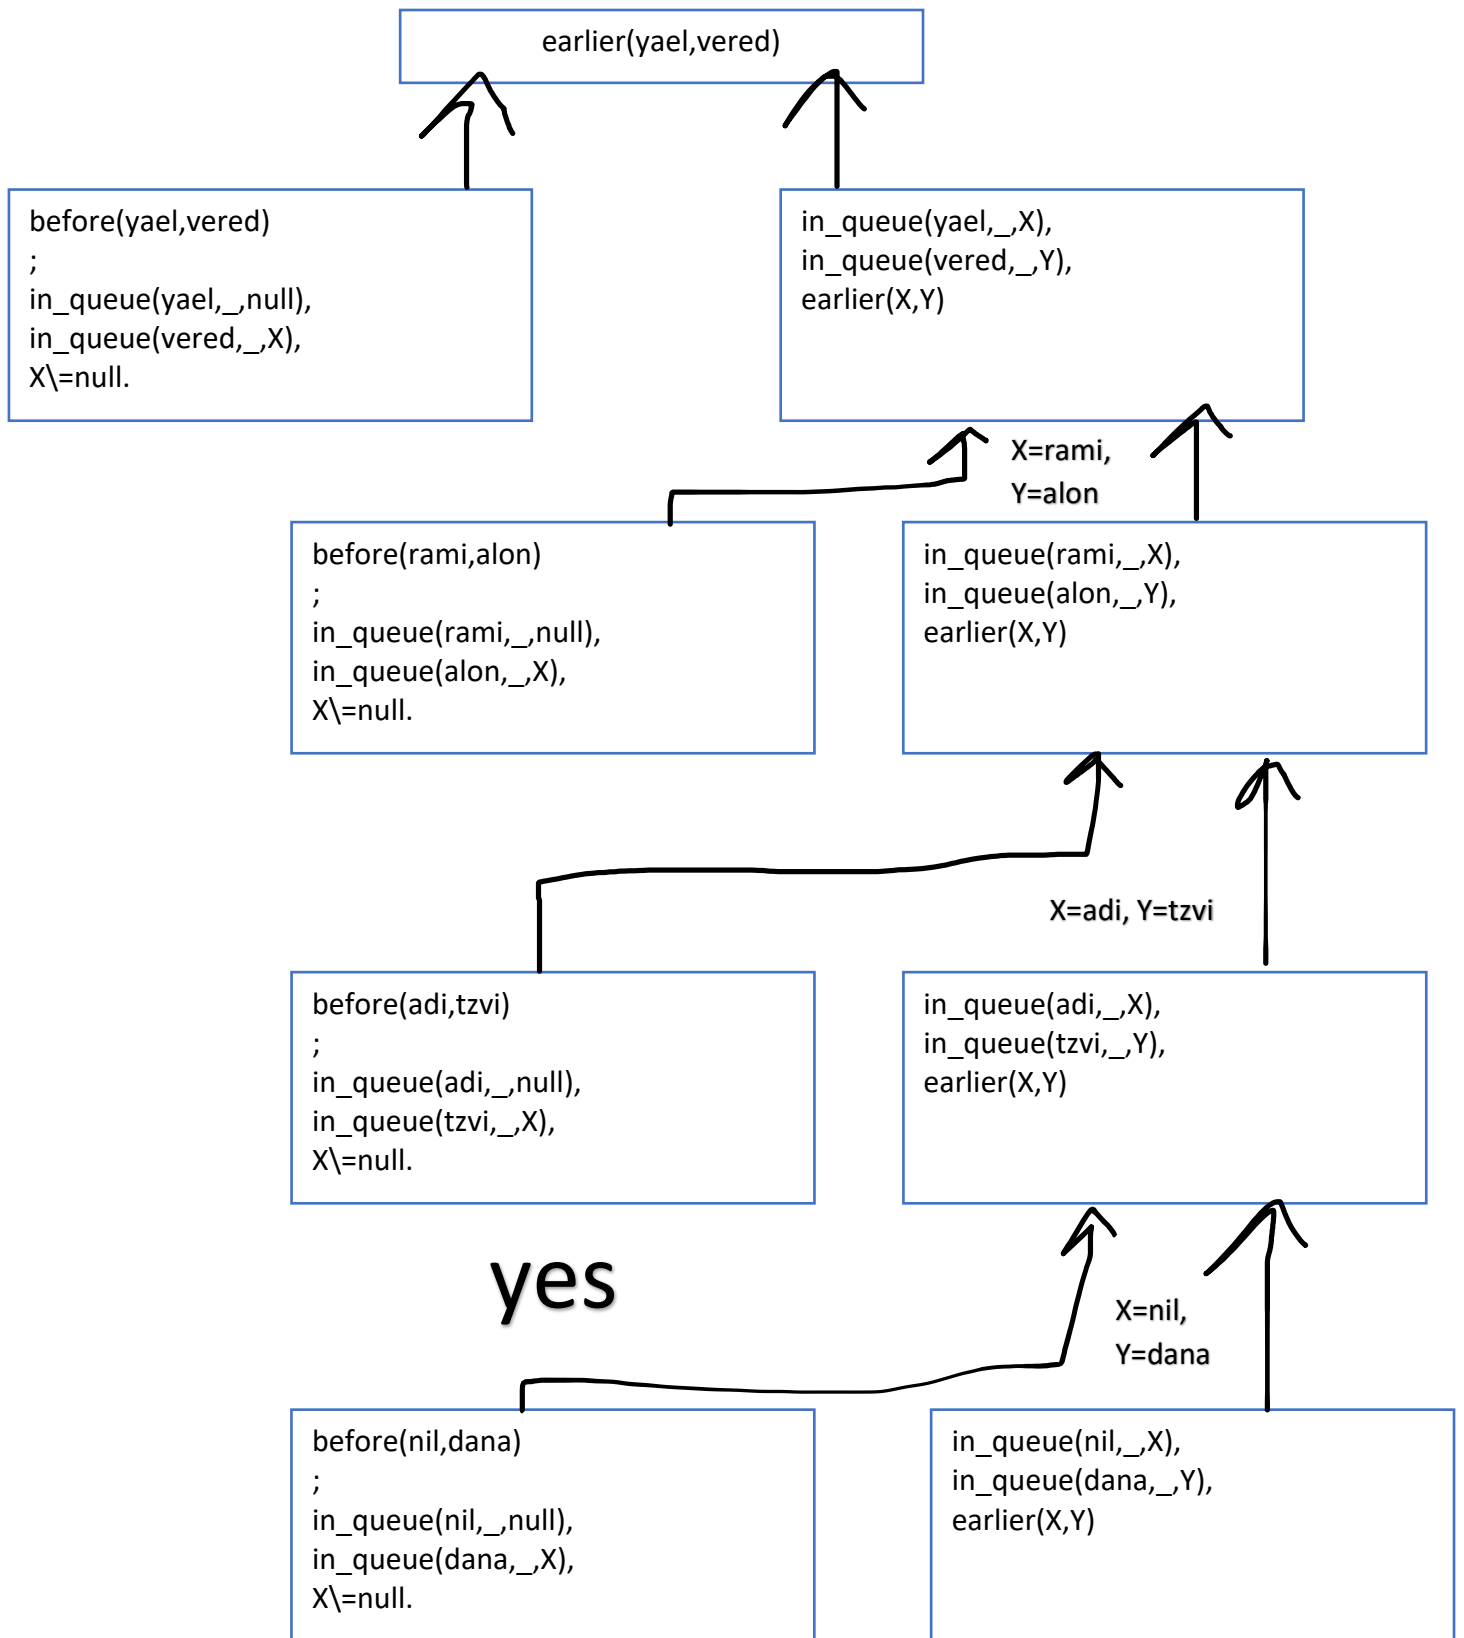 earlier(yael,vered)
before(yael,vered)
;
in_queue(yael,_,null),
in_queue(vered,_,X),
X\=null.
in_queue(yael,_,X),
in_queue(vered,_,Y),
earlier(X,Y)
X=rami,
Y=alon
before(rami,alon)
;
in_queue(rami,_,null),
in_queue(alon,_,X),
X\=null.
in_queue(rami,_,X),
in_queue(alon,_,Y),
earlier(X,Y)
X=adi, Y=tzvi
before(adi,tzvi)
;
in_queue(adi,_,null),
in_queue(tzvi,_,X),
X\=null.
in_queue(adi,_,X),
in_queue(tzvi,_,Y),
earlier(X,Y)
yes
X=nil,
Y=dana
before(nil,dana)
;
in_queue(nil,_,null),
in_queue(dana,_,X),
X\=null.
in_queue(nil,_,X),
in_queue(dana,_,Y),
earlier(X,Y)